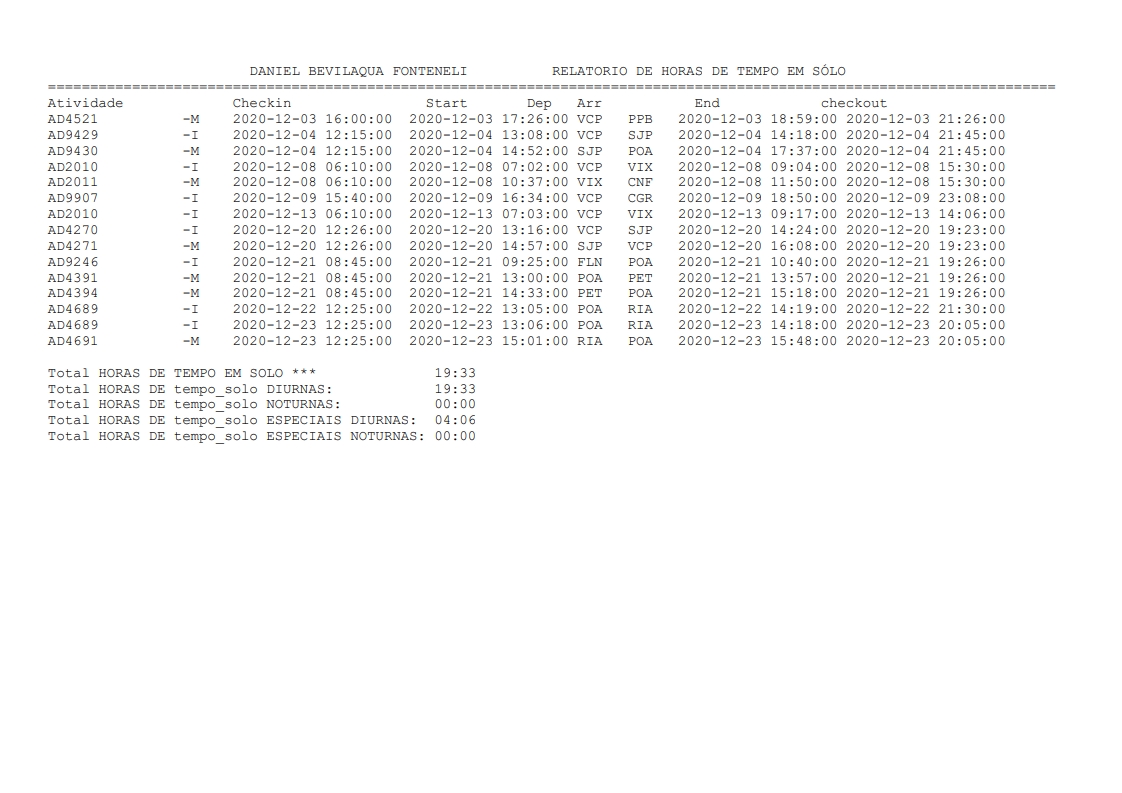 DANIEL BEVILAQUA FONTENELI          RELATORIO DE HORAS DE TEMPO EM SÓLO
========================================================================================================================
Atividade             Checkin                Start       Dep   Arr           End            checkout
AD4521        -M    2020-12-03 16:00:00  2020-12-03 17:26:00 VCP   PPB   2020-12-03 18:59:00 2020-12-03 21:26:00
AD9429        -I    2020-12-04 12:15:00  2020-12-04 13:08:00 VCP   SJP   2020-12-04 14:18:00 2020-12-04 21:45:00
AD9430        -M    2020-12-04 12:15:00  2020-12-04 14:52:00 SJP   POA   2020-12-04 17:37:00 2020-12-04 21:45:00
AD2010        -I    2020-12-08 06:10:00  2020-12-08 07:02:00 VCP   VIX   2020-12-08 09:04:00 2020-12-08 15:30:00
AD2011        -M    2020-12-08 06:10:00  2020-12-08 10:37:00 VIX   CNF   2020-12-08 11:50:00 2020-12-08 15:30:00
AD9907        -I    2020-12-09 15:40:00  2020-12-09 16:34:00 VCP   CGR   2020-12-09 18:50:00 2020-12-09 23:08:00
AD2010        -I    2020-12-13 06:10:00  2020-12-13 07:03:00 VCP   VIX   2020-12-13 09:17:00 2020-12-13 14:06:00
AD4270        -I    2020-12-20 12:26:00  2020-12-20 13:16:00 VCP   SJP   2020-12-20 14:24:00 2020-12-20 19:23:00
AD4271        -M    2020-12-20 12:26:00  2020-12-20 14:57:00 SJP   VCP   2020-12-20 16:08:00 2020-12-20 19:23:00
AD9246        -I    2020-12-21 08:45:00  2020-12-21 09:25:00 FLN   POA   2020-12-21 10:40:00 2020-12-21 19:26:00
AD4391        -M    2020-12-21 08:45:00  2020-12-21 13:00:00 POA   PET   2020-12-21 13:57:00 2020-12-21 19:26:00
AD4394        -M    2020-12-21 08:45:00  2020-12-21 14:33:00 PET   POA   2020-12-21 15:18:00 2020-12-21 19:26:00
AD4689        -I    2020-12-22 12:25:00  2020-12-22 13:05:00 POA   RIA   2020-12-22 14:19:00 2020-12-22 21:30:00
AD4689        -I    2020-12-23 12:25:00  2020-12-23 13:06:00 POA   RIA   2020-12-23 14:18:00 2020-12-23 20:05:00
AD4691        -M    2020-12-23 12:25:00  2020-12-23 15:01:00 RIA   POA   2020-12-23 15:48:00 2020-12-23 20:05:00
Total HORAS DE TEMPO EM SOLO ***              19:33
Total HORAS DE tempo_solo DIURNAS:            19:33
Total HORAS DE tempo_solo NOTURNAS:           00:00
Total HORAS DE tempo_solo ESPECIAIS DIURNAS:  04:06
Total HORAS DE tempo_solo ESPECIAIS NOTURNAS: 00:00